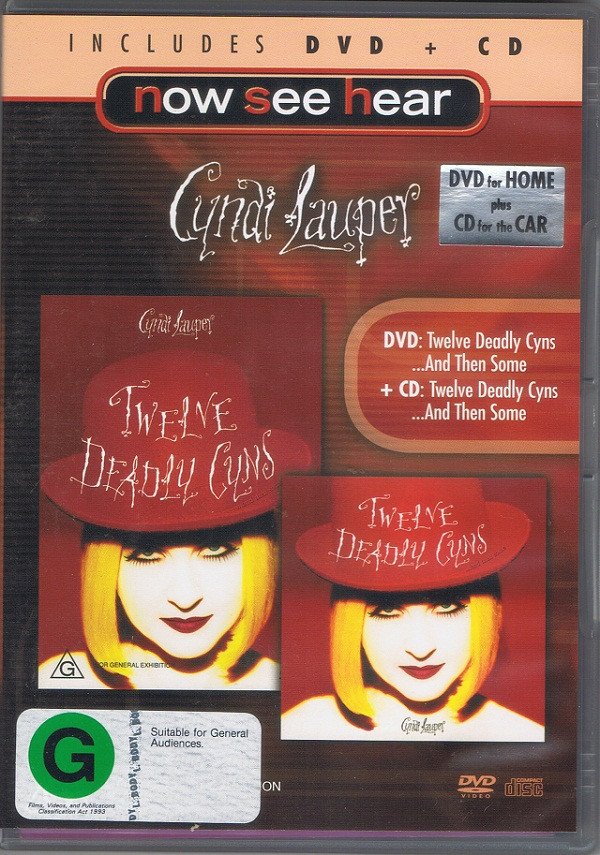 INCLUDES DVD + CD
now see hear
Cyndi Lauper
DVD for HOME
plus
CD for the CAR
DVD: Twelve Deadly Cyns
...And Then Some
+ CD: Twelve Deadly Cyns
...And Then Some
Cyndi Lauper
TWELVE
DEADLY CYNS
G
FOR GENERAL EXHIBITION
TWELVE
DEADLY CYNS
Cyndi Lauper
G
Suitable for General
Audiences.
Films, Videos, and Publications
Classification Act 1993
ION
DVD
VIDEO
COMPACT
disc